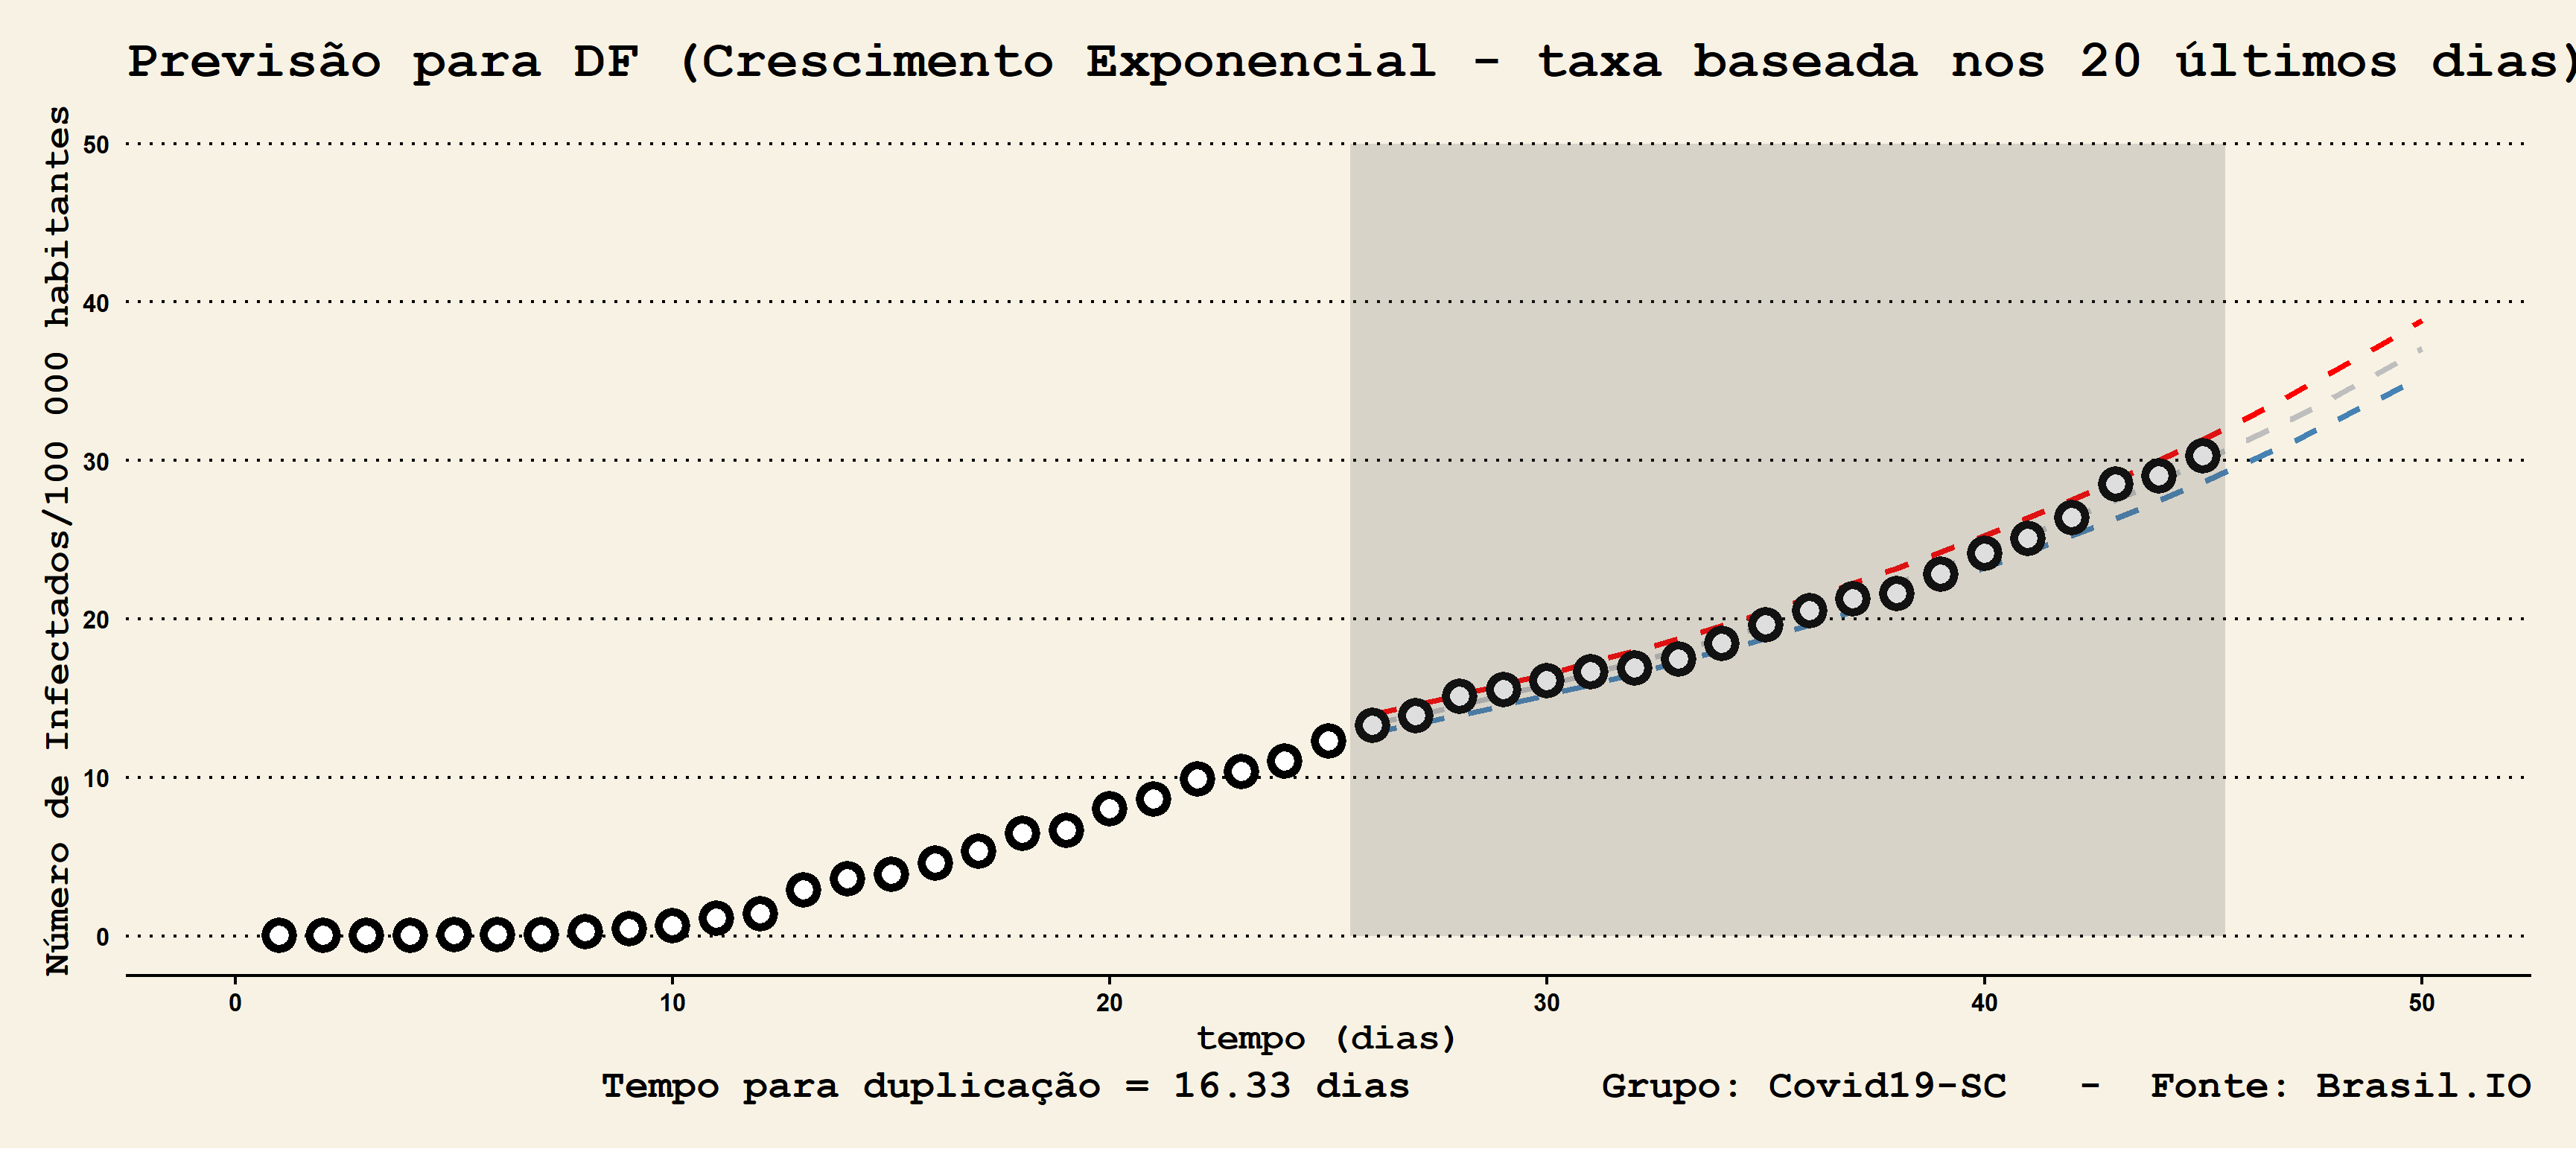 Previsão para DF (Crescimento Exponencial - taxa baseada nos 20 últimos dias)
Número de Infectados/100 000 habitantes
50
40
30
20
10
0
0 10 20 30 40 50
tempo (dias)
Tempo para duplicação = 16.33 dias Grupo: Covid19-SC - Fonte: Brasil.IO